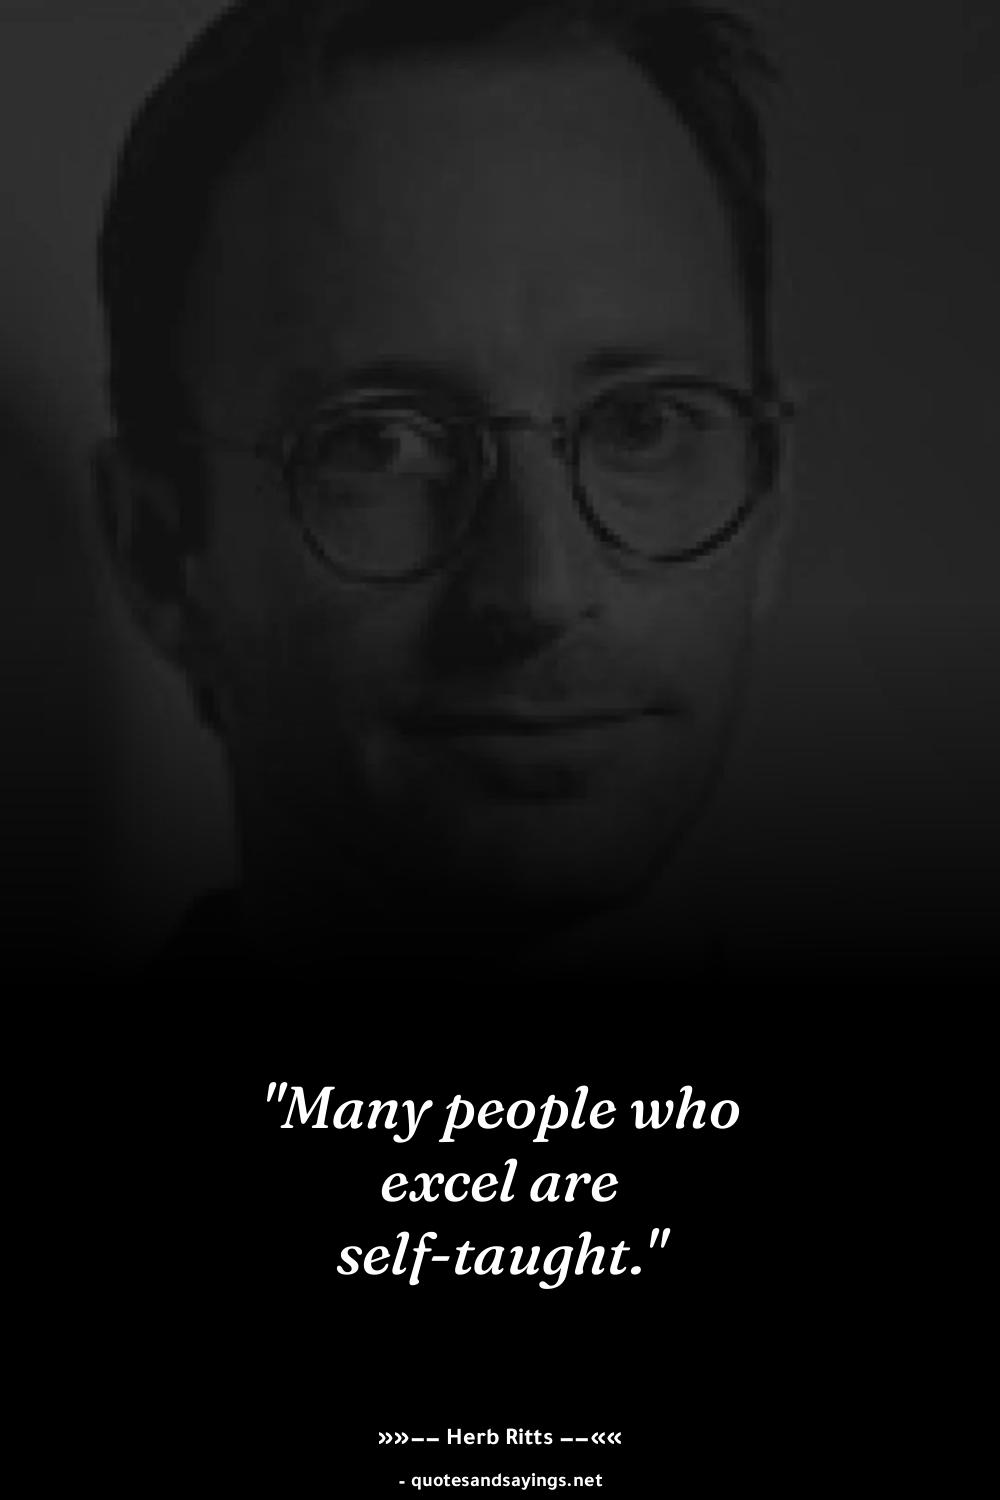 "Many people who
excel are
self-taught."
»»–– Herb Ritts ––««
- quotesandsayings.net